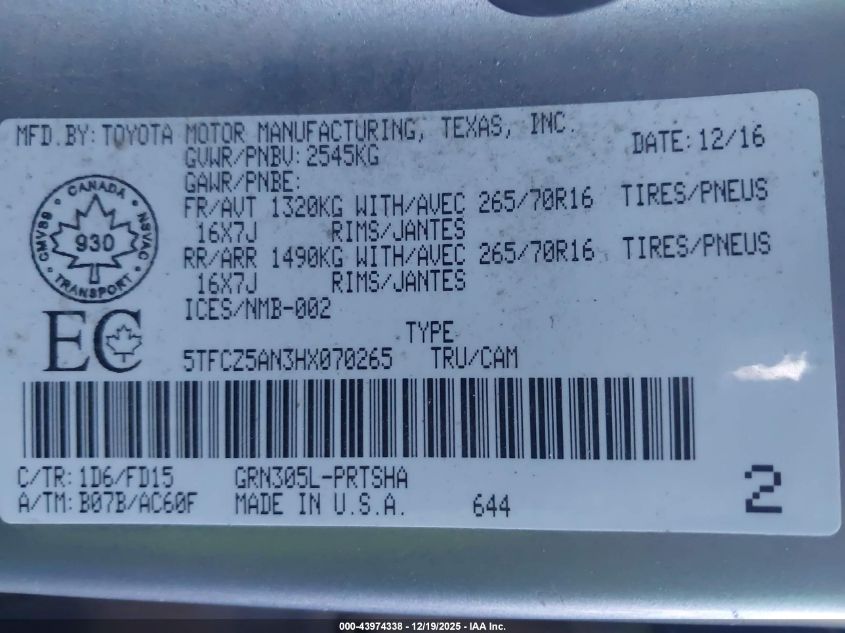 MFD.BY: TOYOTA MOTOR MANUFACTURING, TEXAS, INC. DATE: 12/16
GVWR/PNBV: 2545KG
GAWR/PNBE:
FR/AVT 1320KG WITH/AVEC 265/70R16 TIRES/PNEUS
16X7J RIMS/JANTES
RR/ARR 1490KG WITH/AVEC 265/70R16 TIRES/PNEUS
16X7J RIMS/JANTES
ICES/NMB-002
CANADA
CMVSS NSVAC
930
TRANSPORT
EC
TYPE
5TFCZ5AN3HX070265 TRU/CAM
C/TR: 1D6/FD15 GRN305L-PRTSHA
A/TM: B07B/AC60F MADE IN U.S.A. 644
2
000-43974338 - 12/19/2025 - IAA Inc.